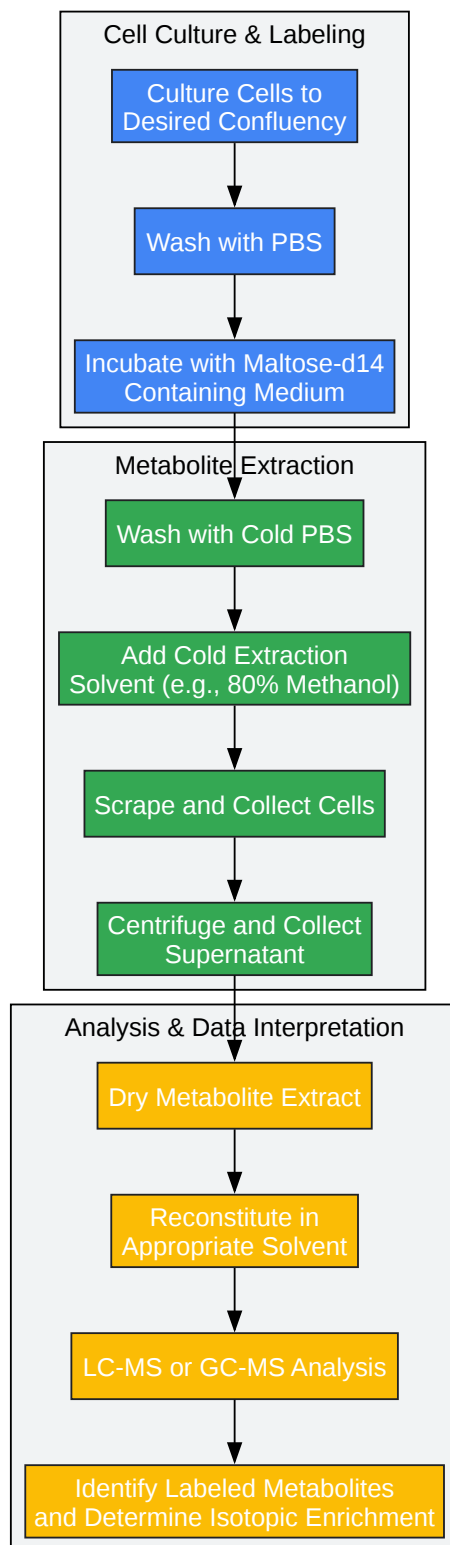 Cell Culture & Labeling
Culture Cells to
Desired Confluency
Wash with PBS
Incubate with Maltose-d14
Containing Medium
Metabolite Extraction
Wash with Cold PBS
Add Cold Extraction
Solvent (e.g., 80% Methanol)
Scrape and Collect Cells
Centrifuge and Collect
Supernatant
Analysis & Data Interpretation
Dry Metabolite Extract
Reconstitute in
Appropriate Solvent
LC-MS or GC-MS Analysis
Identify Labeled Metabolites
and Determine Isotopic Enrichment